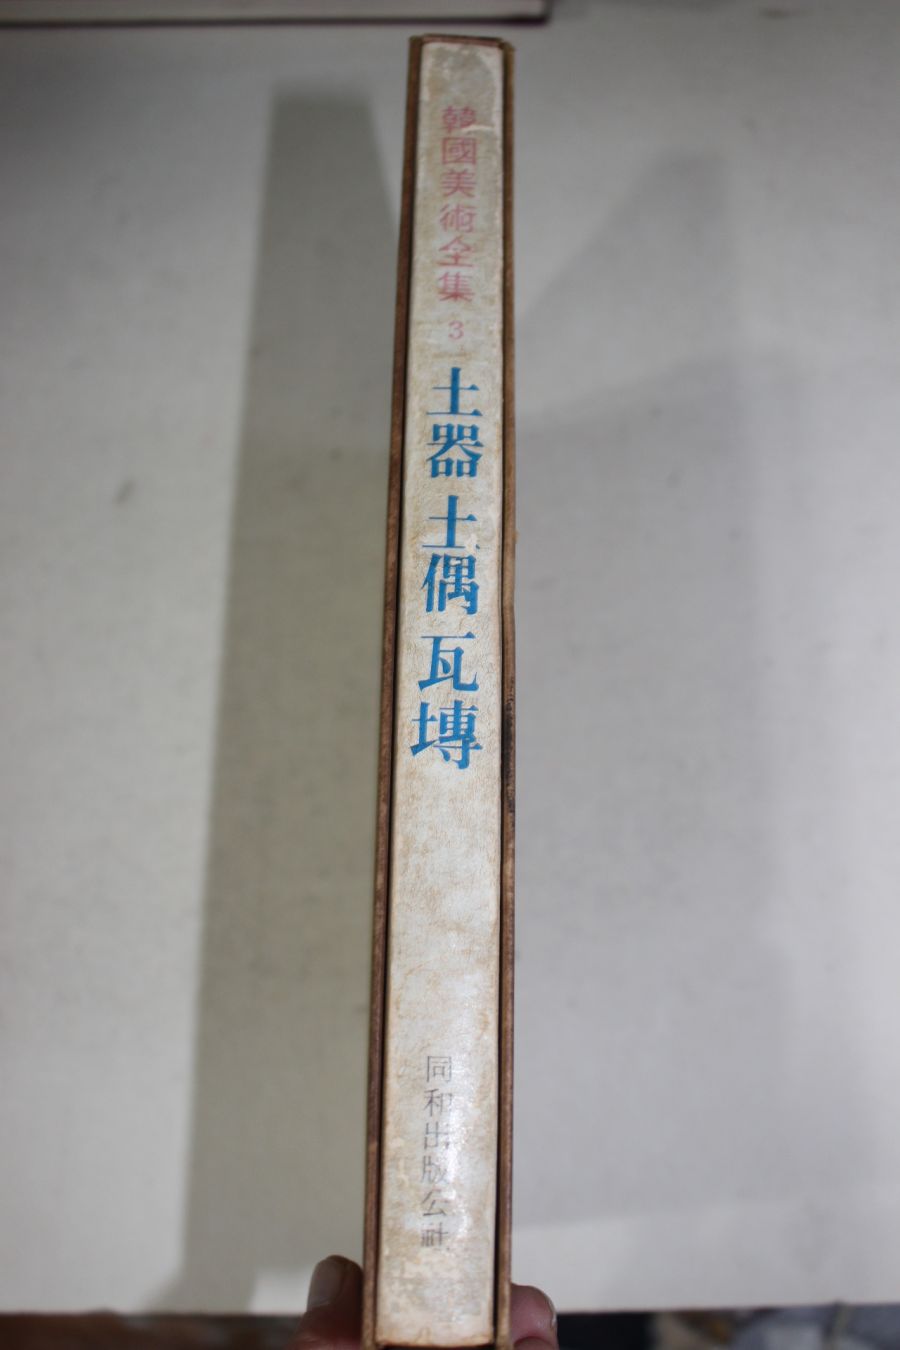 韓國美術全集 3
土器 土偶 瓦塼
同和出版公社